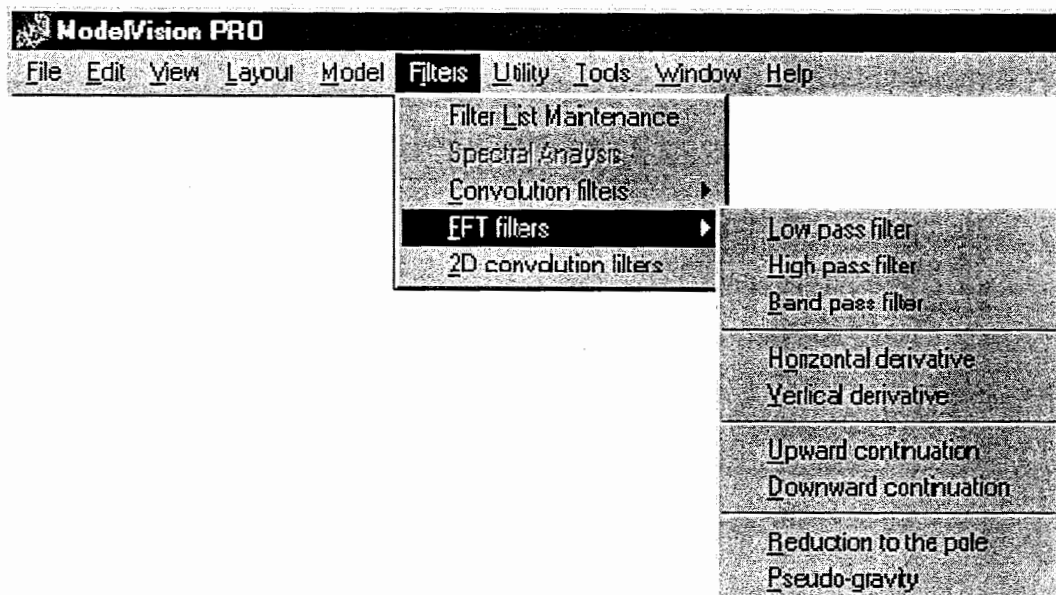 ModelVision PRO
File Edit View Layout Model Filters Utility Tools Window Help
Filter List Maintenance
Spectral Analysis
Convolution filters
FFT filters
2D convolution filters
Low pass filter
High pass filter
Band pass filter
Horizontal derivative
Vertical derivative
Upward continuation
Downward continuation
Reduction to the pole
Pseudo-gravity